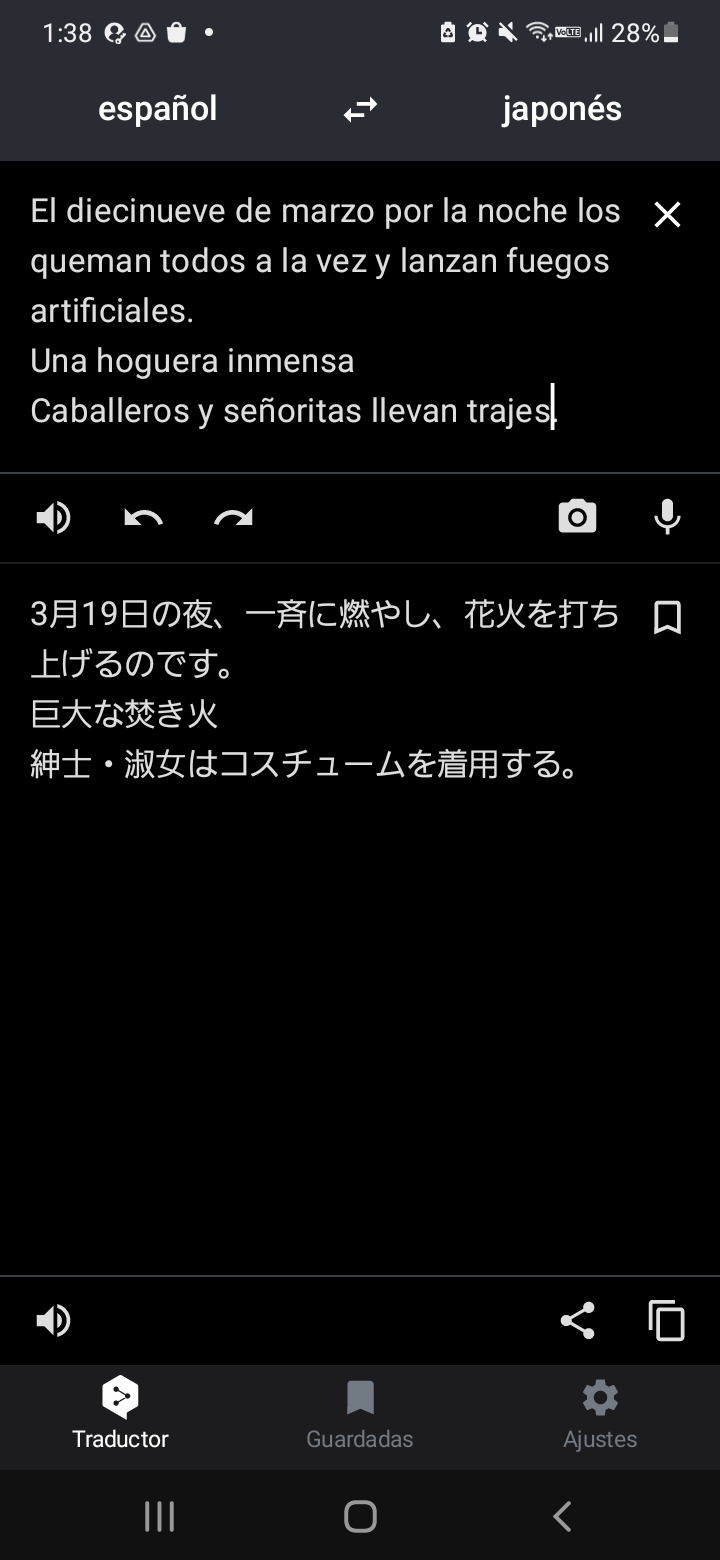 1:38
28%
español
japonés
El diecinueve de marzo por la noche los
queman todos a la vez y lanzan fuegos
artificiales.
Una hoguera inmensa
Caballeros y señoritas llevan trajes.
3月19日の夜、一斉に燃やし、花火を打ち
上げるのです。
巨大な焚き火
紳士・淑女はコスチュームを着用する。
Traductor
Guardadas
Ajustes